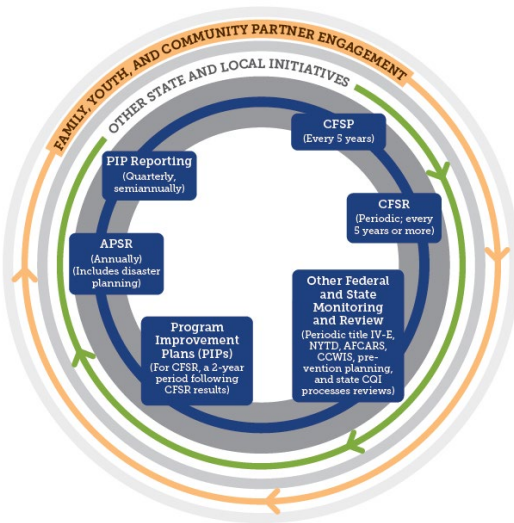 FAMILY, YOUTH, AND COMMUNITY PARTNER ENGAGEMENT
OTHER STATE AND LOCAL INITIATIVES
CFSP
(Every 5 years)
CFSR
(Periodic; every
5 years or more)
Other Federal
and State
Monitoring
and Review
(Periodic title IV-E,
NYTD, AFCARS,
CCWIS, pre-
vention planning,
and state CQI
processes reviews)
Program
Improvement
Plans (PIPs)
(For CFSR, a 2-year
period following
CFSR results)
APSR
(Annually)
(Includes disaster
planning)
PIP Reporting
(Quarterly,
semiannually)